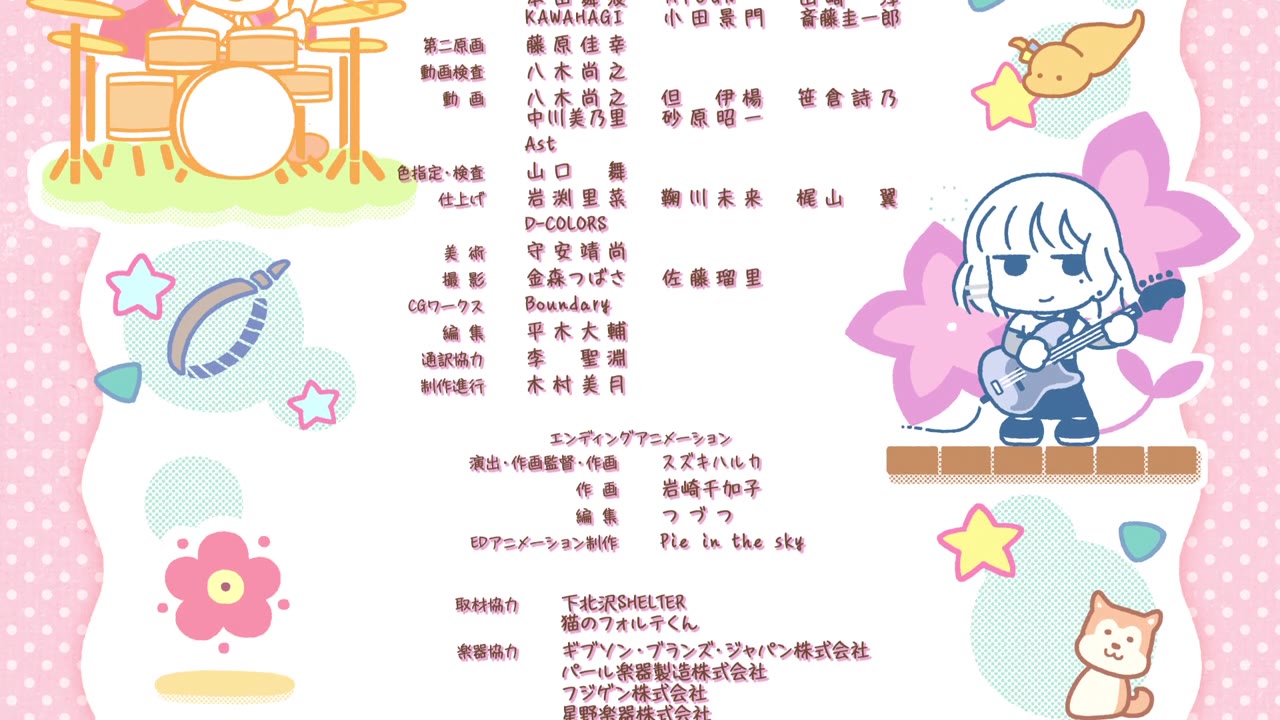 KAWAHAGI 小田景門 斎藤圭一郎
第二原画 藤原佳幸
動画検査 八木尚之
動画 八木尚之 但 伊楊 笹倉詩乃
中川美乃里 砂原昭一
Ast
色指定・検査 山口 舞
仕上げ 岩渕里菜 鞠川未来 梶山 翼
D-COLORS
美術 守安靖尚
撮影 金森つばさ 佐藤瑠里
CGワークス Boundary
編集 平木大輔
通訳協力 李 聖淵
制作進行 木村美月
エンディングアニメーション
演出・作画監督・作画 スズキハルカ
作画 岩崎千加子
編集 つづつ
EDアニメーション制作 Pie in the sky
取材協力 下北沢SHELTER
猫のフォルテくん
楽器協力 ギブソン・ブランズ・ジャパン株式会社
パール楽器製造株式会社
フジゲン株式会社
星野楽器株式会社